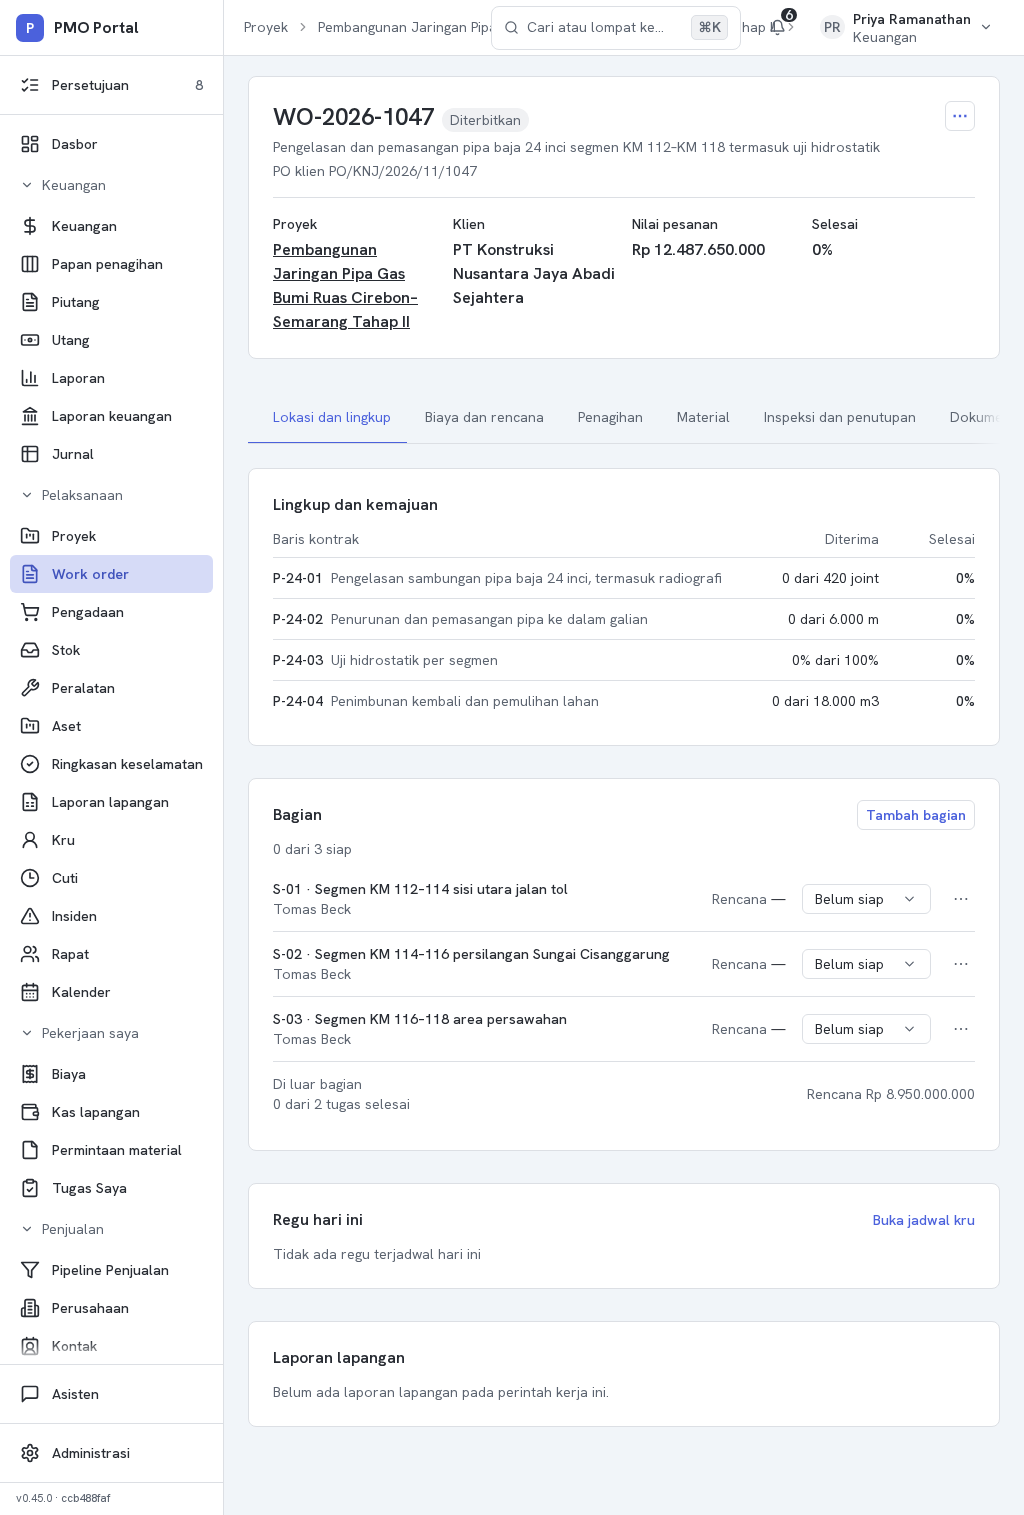 P PMO Portal
Proyek
Pembangunan Jaringan Pipa
Cari atau lompat ke...
⌘K
hap
6
PR
Priya Ramanathan
Keuangan
Persetujuan 8
Dasbor
Keuangan
Keuangan
Papan penagihan
Piutang
Utang
Laporan
Laporan keuangan
Jurnal
Pelaksanaan
Proyek
Work order
Pengadaan
Stok
Peralatan
Aset
Ringkasan keselamatan
Laporan lapangan
Kru
Cuti
Insiden
Rapat
Kalender
Pekerjaan saya
Biaya
Kas lapangan
Permintaan material
Tugas Saya
Penjualan
Pipeline Penjualan
Perusahaan
Kontak
Asisten
Administrasi
v0.45.0 · ccb488faf
WO-2026-1047 Diterbitkan
Pengelasan dan pemasangan pipa baja 24 inci segmen KM 112–KM 118 termasuk uji hidrostatik
PO klien PO/KNJ/2026/11/1047
Proyek
Pembangunan
Jaringan Pipa Gas
Bumi Ruas Cirebon–
Semarang Tahap II
Klien
PT Konstruksi
Nusantara Jaya Abadi
Sejahtera
Nilai pesanan
Rp 12.487.650.000
Selesai
0%
Lokasi dan lingkup Biaya dan rencana Penagihan Material Inspeksi dan penutupan Dokum
Lingkup dan kemajuan
Baris kontrak Diterima Selesai
P-24-01 Pengelasan sambungan pipa baja 24 inci, termasuk radiografi 0 dari 420 joint 0%
P-24-02 Penurunan dan pemasangan pipa ke dalam galian 0 dari 6.000 m 0%
P-24-03 Uji hidrostatik per segmen 0% dari 100% 0%
P-24-04 Penimbunan kembali dan pemulihan lahan 0 dari 18.000 m3 0%
Bagian Tambah bagian
0 dari 3 siap
S-01 · Segmen KM 112–114 sisi utara jalan tol
Tomas Beck
Rencana — Belum siap
S-02 · Segmen KM 114–116 persilangan Sungai Cisanggarung
Tomas Beck
Rencana — Belum siap
S-03 · Segmen KM 116–118 area persawahan
Tomas Beck
Rencana — Belum siap
Di luar bagian
0 dari 2 tugas selesai
Rencana Rp 8.950.000.000
Regu hari ini Buka jadwal kru
Tidak ada regu terjadwal hari ini
Laporan lapangan
Belum ada laporan lapangan pada perintah kerja ini.